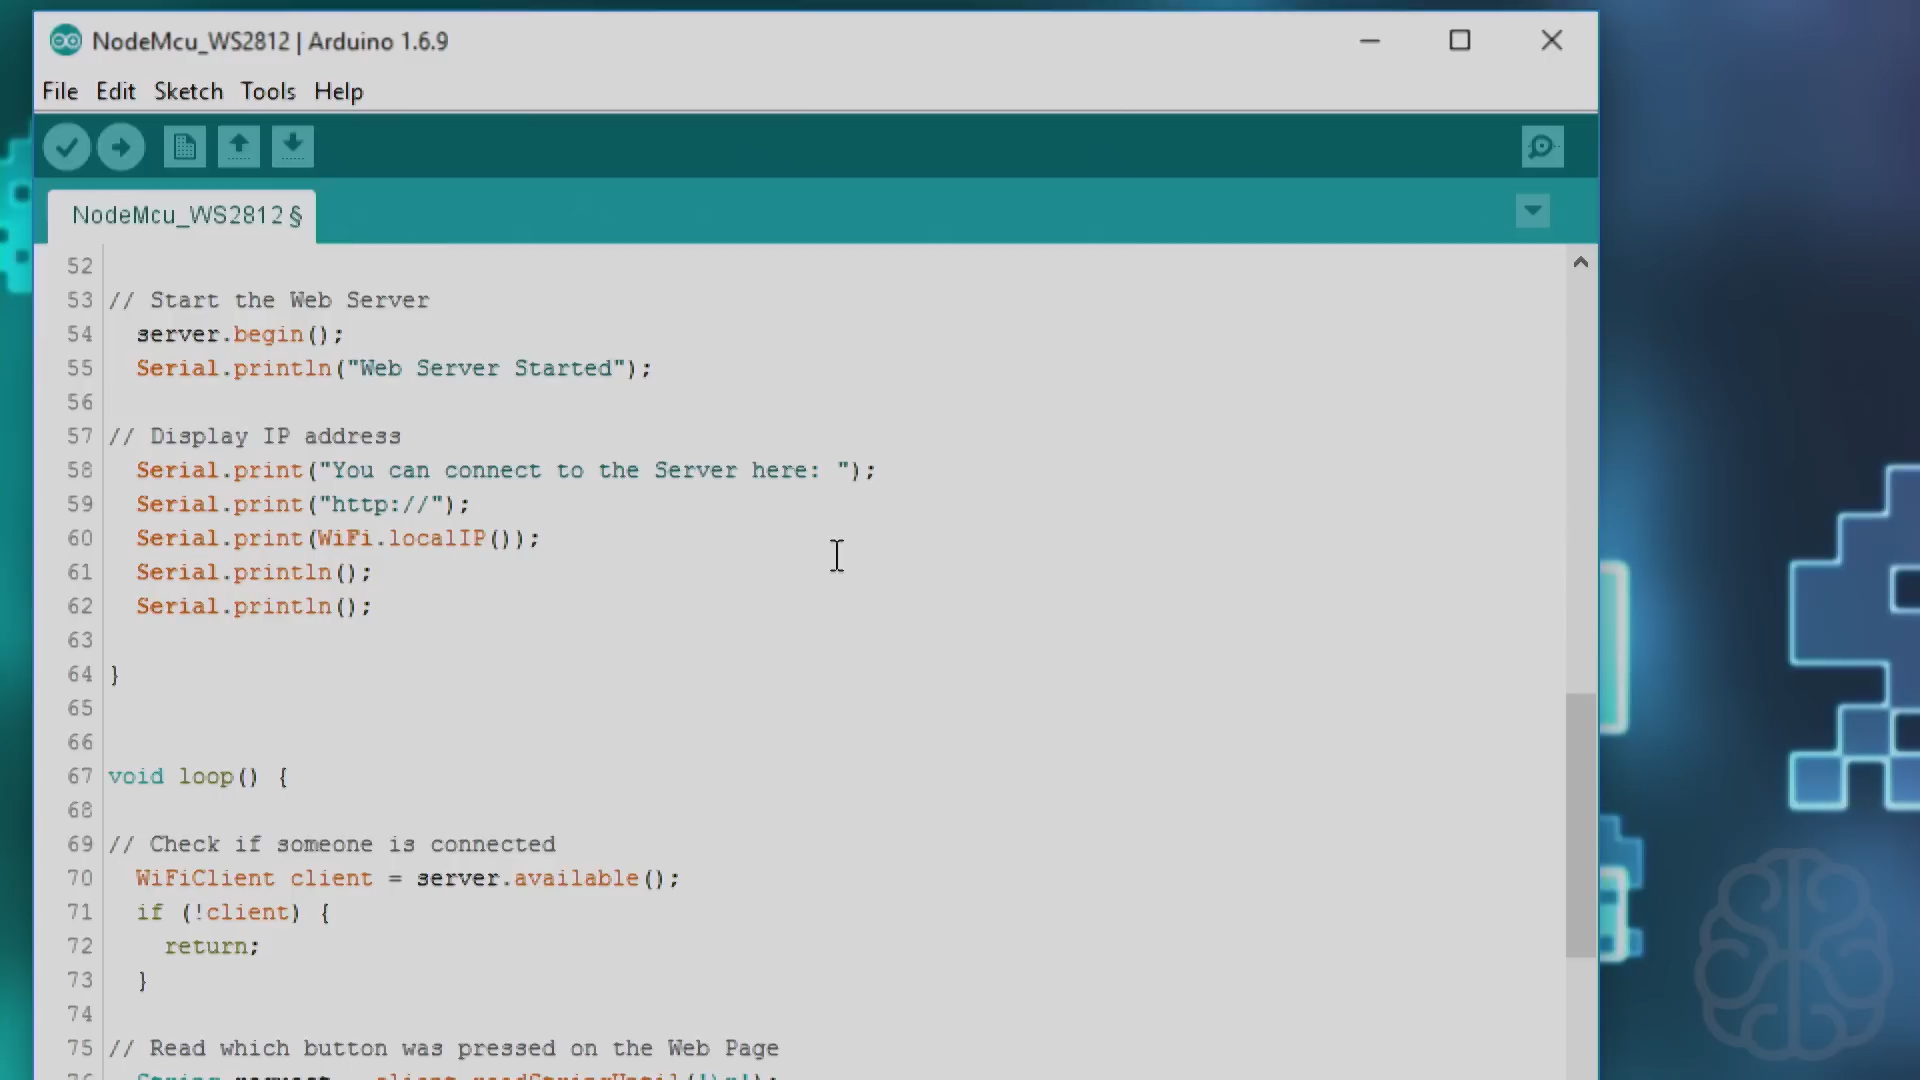 NodeMcu_WS2812 | Arduino 1.6.9
File Edit Sketch Tools Help
NodeMcu_WS2812 §
52
53 // Start the Web Server
54 server.begin();
55 Serial.println("Web Server Started");
56
57 // Display IP address
58 Serial.print("You can connect to the Server here: ");
59 Serial.print("http://");
60 Serial.print(WiFi.localIP());
61 Serial.println();
62 Serial.println();
63
64 }
65
66
67 void loop() {
68
69 // Check if someone is connected
70 WiFiClient client = server.available();
71 if (!client) {
72 return;
73 }
74
75 // Read which button was pressed on the Web Page